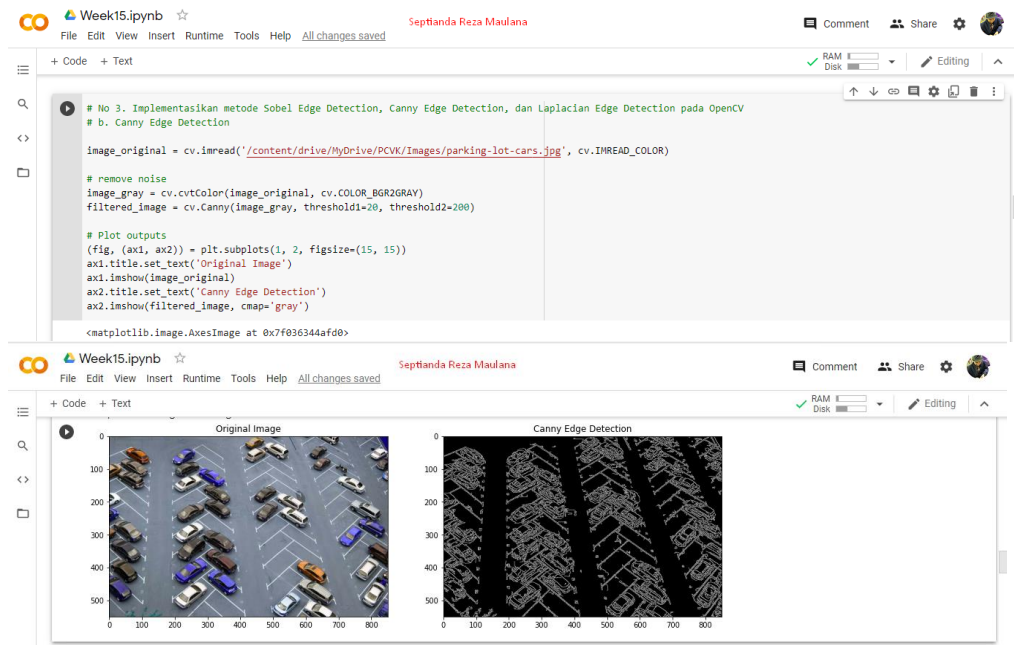 Week15.ipynb
Septianda Reza Maulana
Comment
Share
File Edit View Insert Runtime Tools Help All changes saved
+ Code + Text
RAM
Disk
Editing
# No 3. Implementasikan metode Sobel Edge Detection, Canny Edge Detection, dan Laplacian Edge Detection pada OpenCV
# b. Canny Edge Detection
image_original = cv.imread('/content/drive/MyDrive/PCVK/Images/parking-lot-cars.jpg', cv.IMREAD_COLOR)
# remove noise
image_gray = cv.cvtColor(image_original, cv.COLOR_BGR2GRAY)
filtered_image = cv.Canny(image_gray, threshold1=20, threshold2=200)
# Plot outputs
(fig, (ax1, ax2)) = plt.subplots(1, 2, figsize=(15, 15))
ax1.title.set_text('Original Image')
ax1.imshow(image_original)
ax2.title.set_text('Canny Edge Detection')
ax2.imshow(filtered_image, cmap='gray')
<matplotlib.image.AxesImage at 0x7f036344afd0>
Week15.ipynb
Septianda Reza Maulana
Comment
Share
File Edit View Insert Runtime Tools Help All changes saved
+ Code + Text
RAM
Disk
Editing
Original Image
0
100
200
300
400
500
0 100 200 300 400 500 600 700 800
Canny Edge Detection
0
100
200
300
400
500
0 100 200 300 400 500 600 700 800